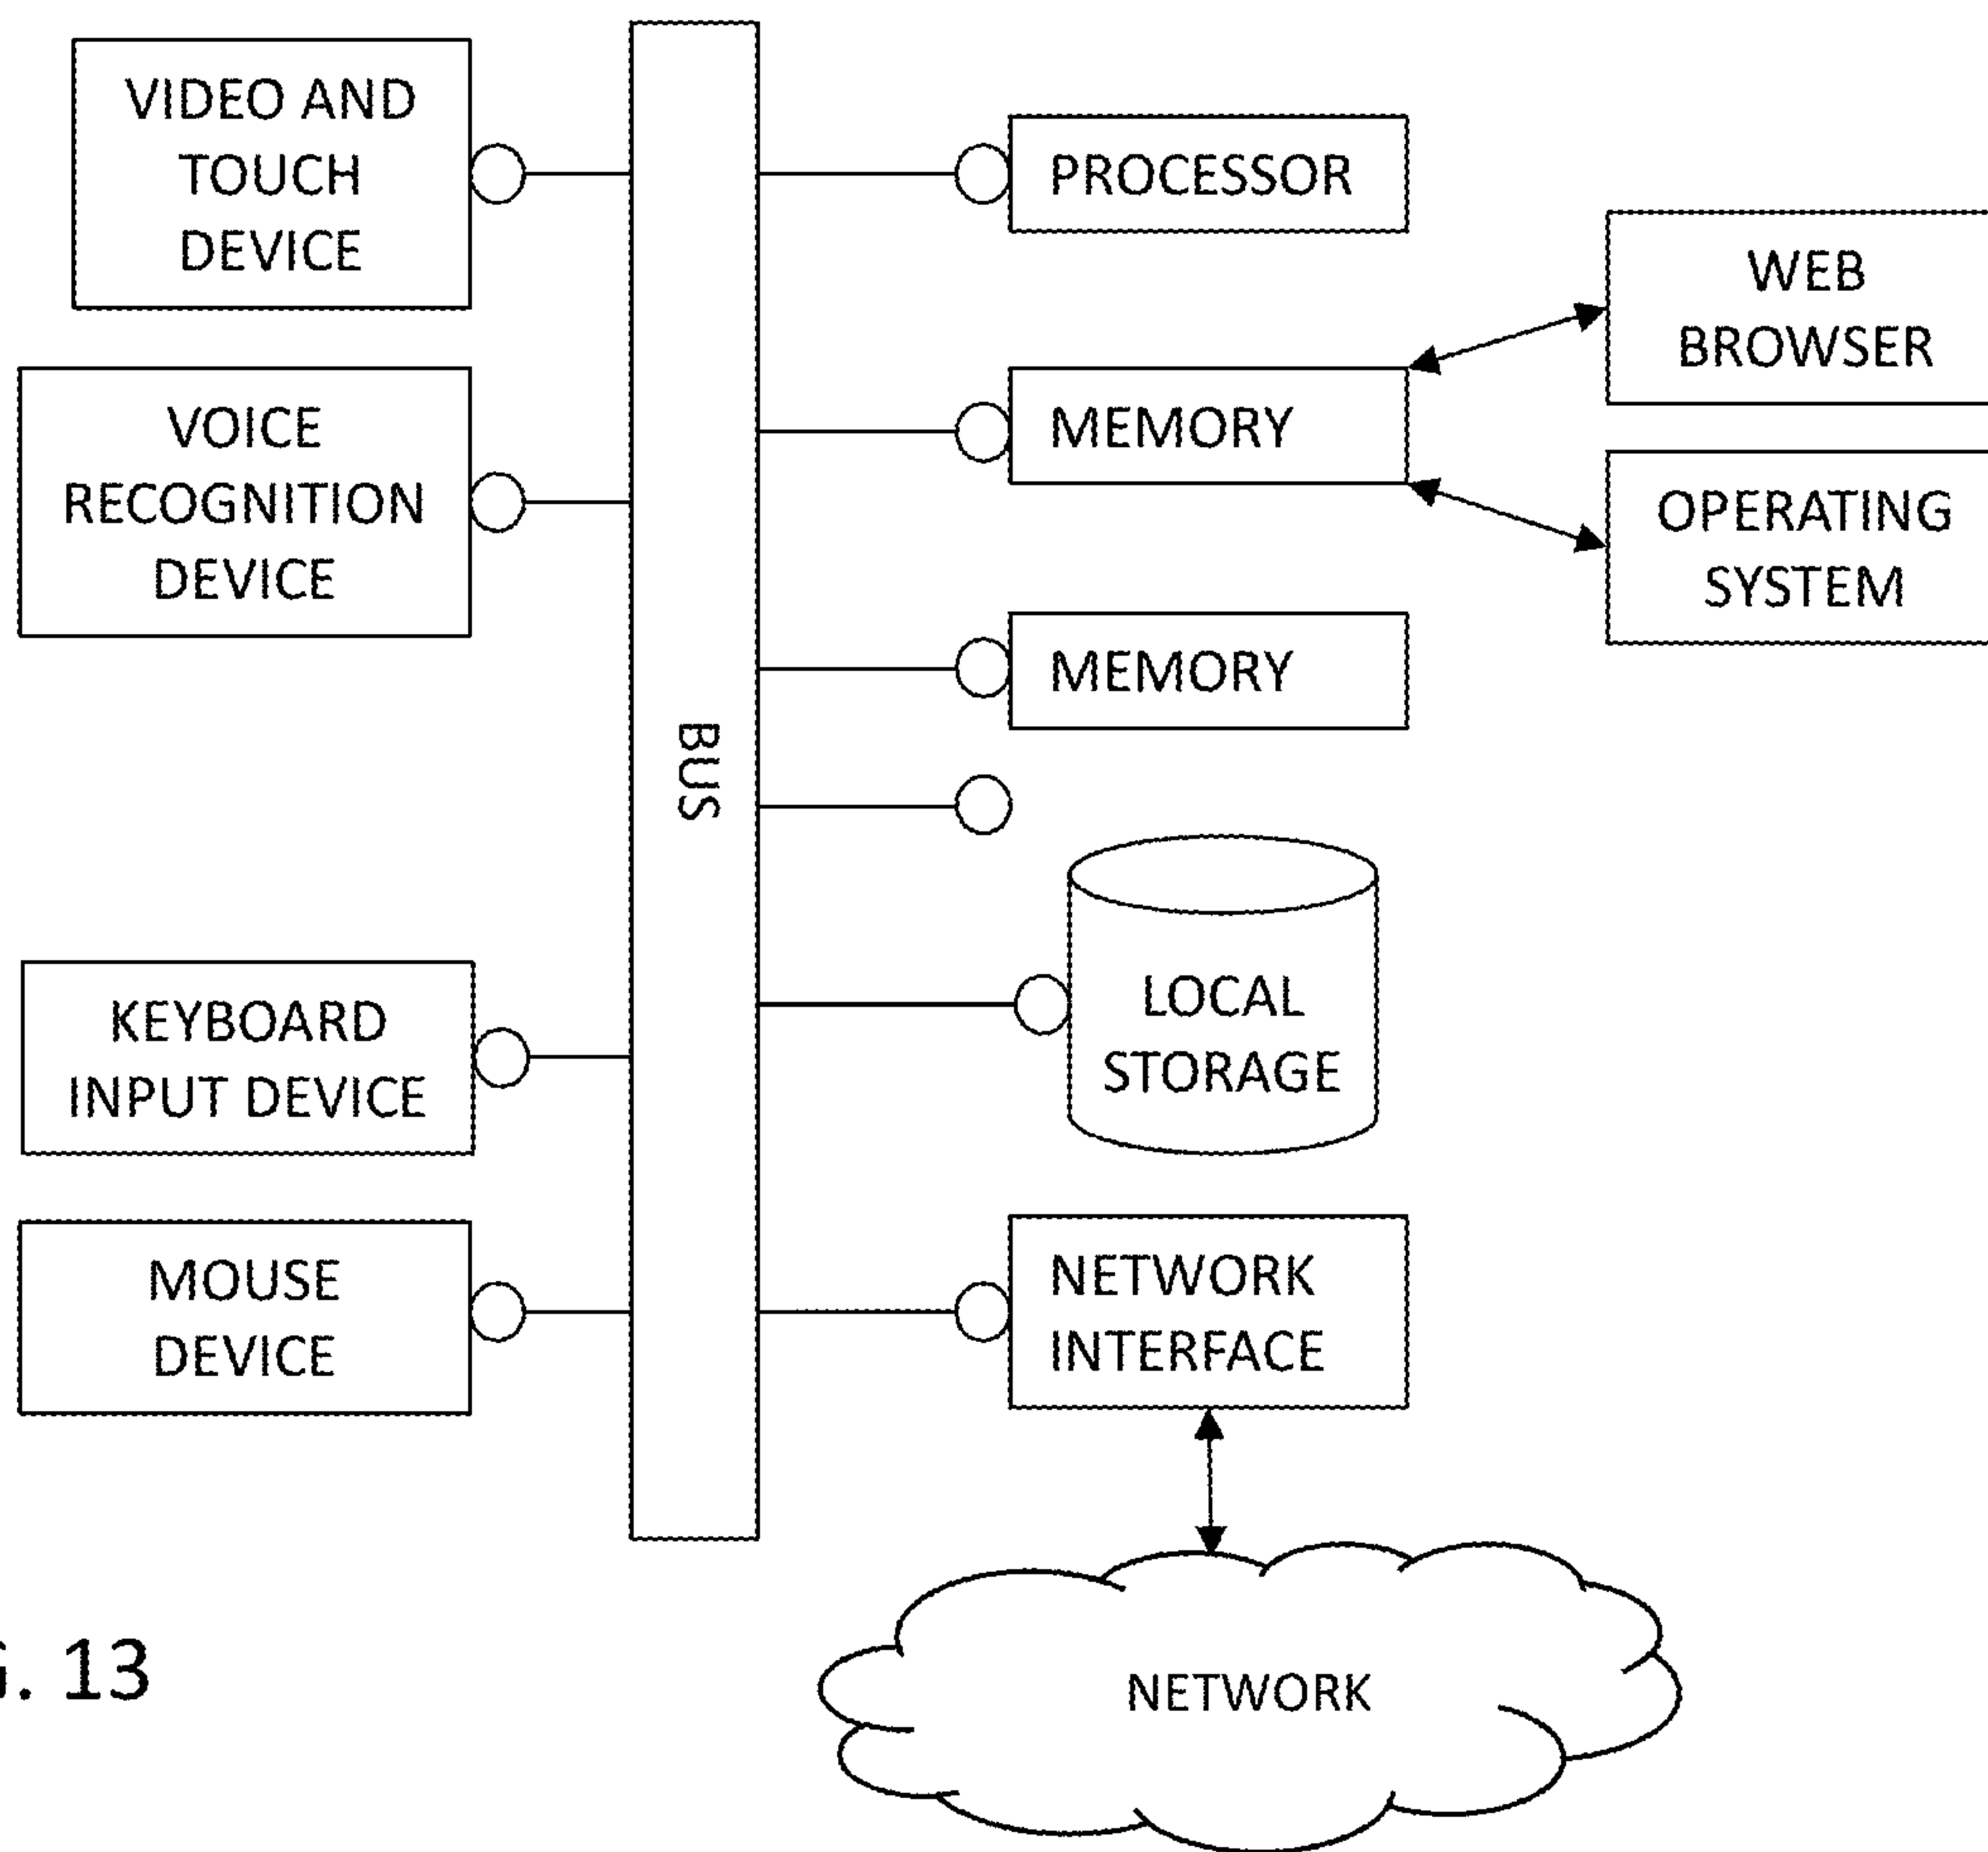 VIDEO AND
TOUCH
DEVICE
PROCESSOR
WEB
BROWSER
VOICE
RECOGNITION
DEVICE
MEMORY
OPERATING
SYSTEM
MEMORY
BUS
KEYBOARD
INPUT DEVICE
LOCAL
STORAGE
MOUSE
DEVICE
NETWORK
INTERFACE
NETWORK
. 13